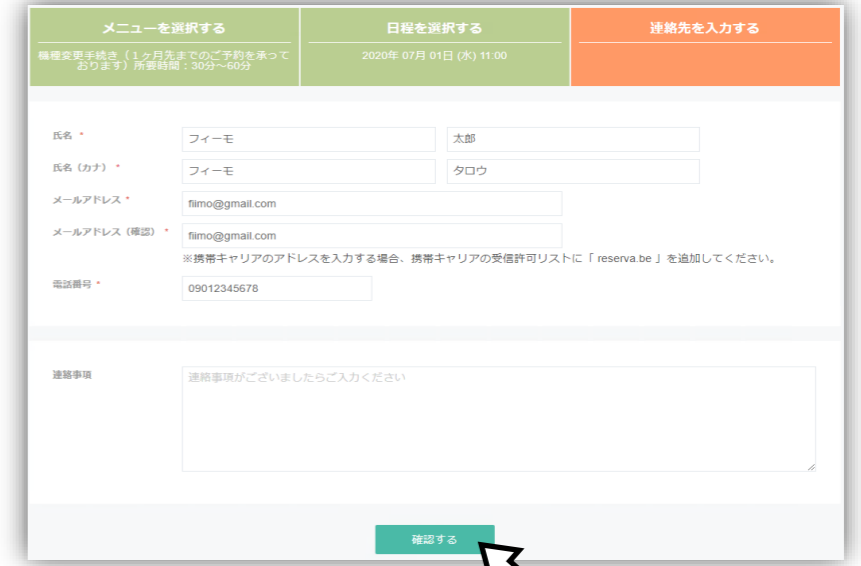 メニューを選択する
日程を選択する
連絡先を入力する
機種変更手続き（１ヶ月先までのご予約を承って
おります）所要時間：30分～60分
2020年 07月 01日 (水) 11:00
氏名 *
フィーモ
太郎
氏名（カナ） *
フィーモ
タロウ
メールアドレス *
fiimo@gmail.com
メールアドレス（確認） *
fiimo@gmail.com
※携帯キャリアのアドレスを入力する場合、携帯キャリアの受信許可リストに「 reserva.be 」を追加してください。
電話番号 *
09012345678
連絡事項
連絡事項がございましたらご入力ください
確認する